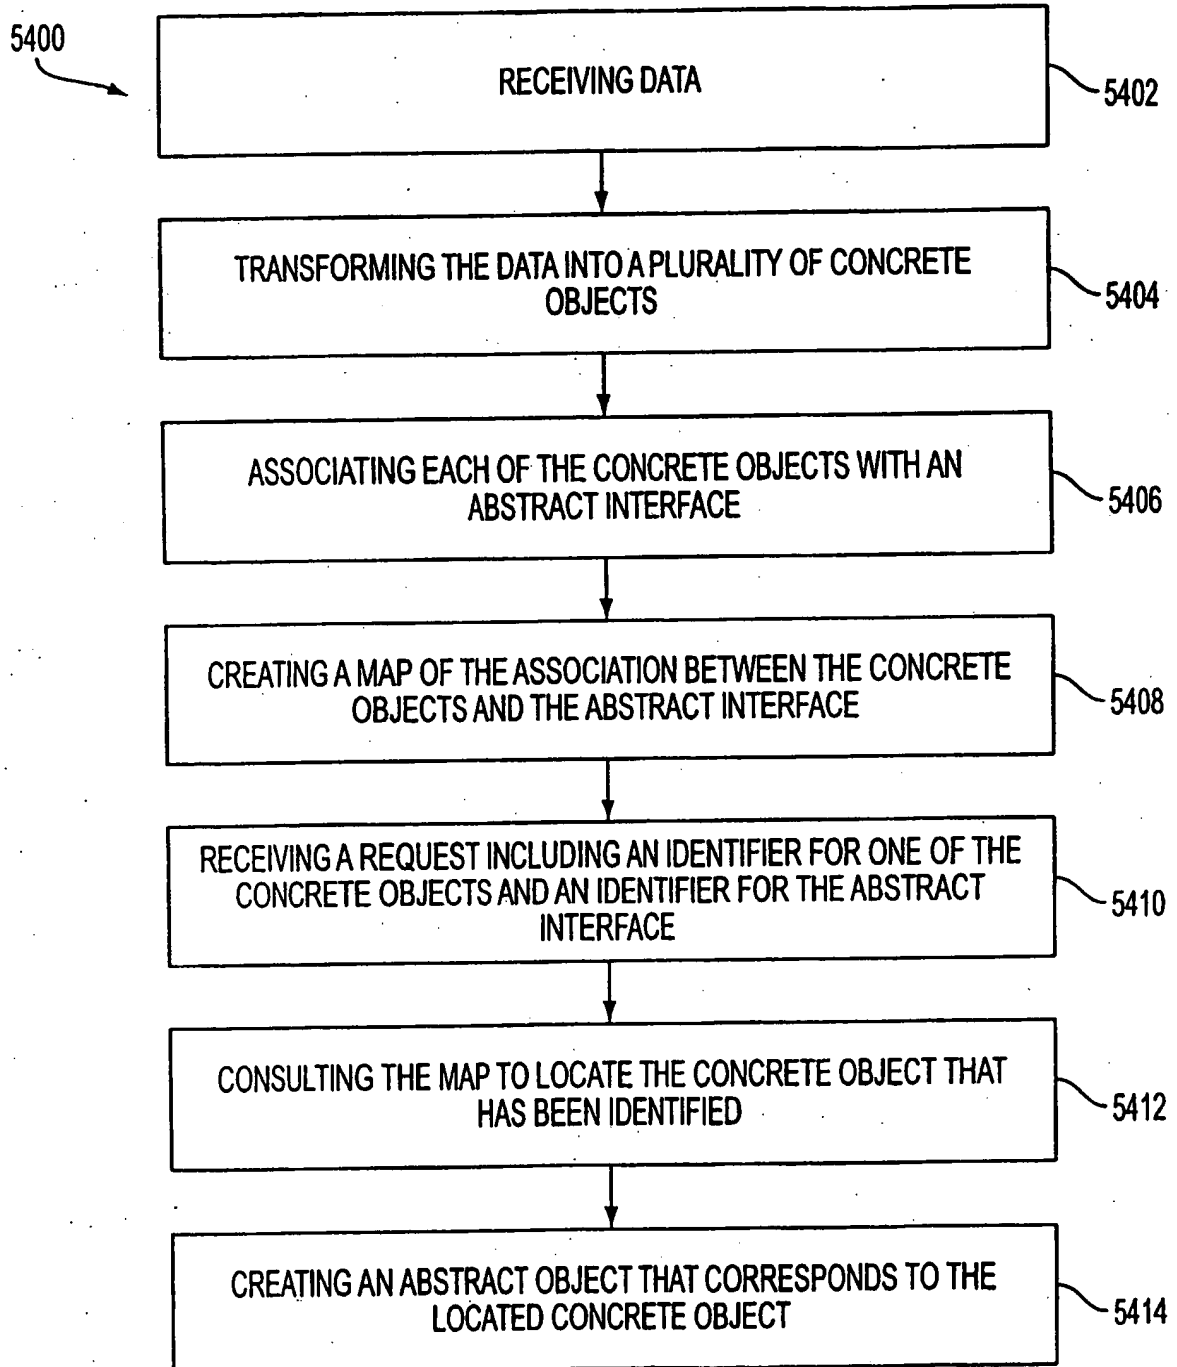 5400
RECEIVING DATA
5402
TRANSFORMING THE DATA INTO A PLURALITY OF CONCRETE
OBJECTS
5404
ASSOCIATING EACH OF THE CONCRETE OBJECTS WITH AN
ABSTRACT INTERFACE
5406
CREATING A MAP OF THE ASSOCIATION BETWEEN THE CONCRETE
OBJECTS AND THE ABSTRACT INTERFACE
5408
RECEIVING A REQUEST INCLUDING AN IDENTIFIER FOR ONE OF THE
CONCRETE OBJECTS AND AN IDENTIFIER FOR THE ABSTRACT
INTERFACE
5410
CONSULTING THE MAP TO LOCATE THE CONCRETE OBJECT THAT
HAS BEEN IDENTIFIED
5412
CREATING AN ABSTRACT OBJECT THAT CORRESPONDS TO THE
LOCATED CONCRETE OBJECT
5414